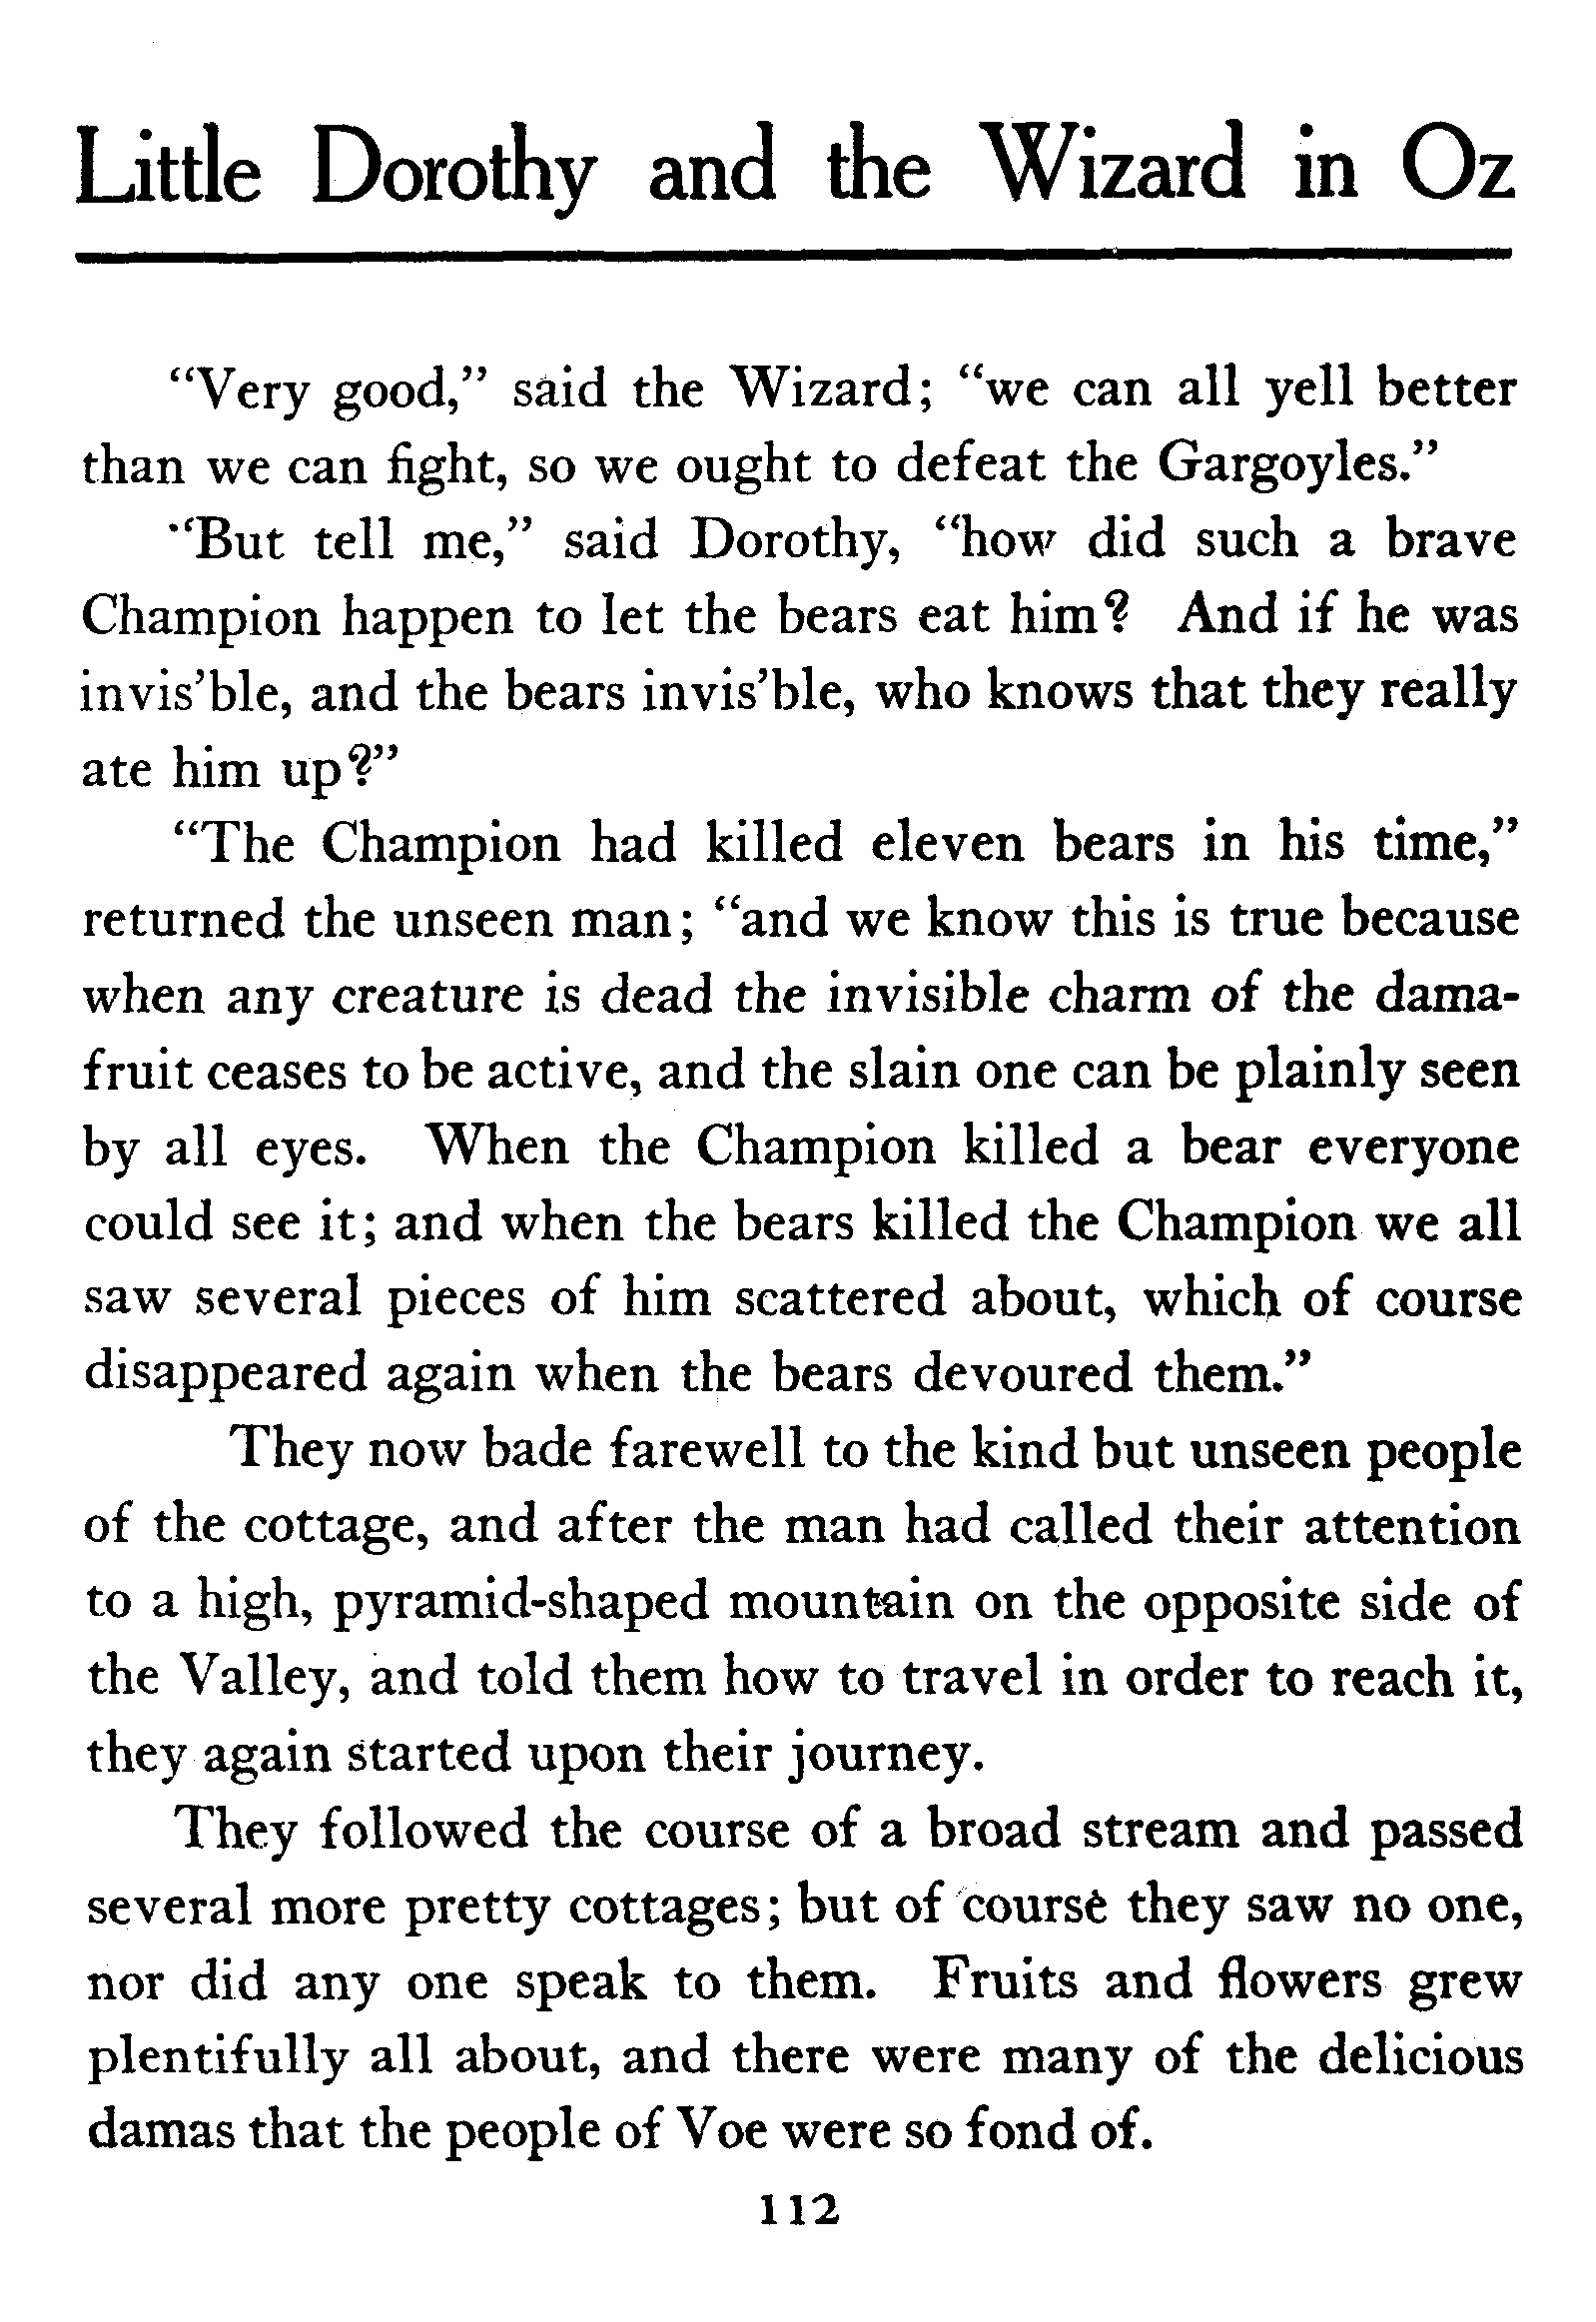 Little Dorothy and the Wizard in Oz
“Very good,” said the Wizard; “we can all yell better
than we can fight, so we ought to defeat the Gargoyles.”
“But tell me,” said Dorothy, “how did such a brave
Champion happen to let the bears eat him? And if he was
invis’ble, and the bears invis’ble, who knows that they really
ate him up?”
“The Champion had killed eleven bears in his time,”
returned the unseen man; “and we know this is true because
when any creature is dead the invisible charm of the dama-
fruit ceases to be active, and the slain one can be plainly seen
by all eyes. When the Champion killed a bear everyone
could see it; and when the bears killed the Champion we all
saw several pieces of him scattered about, which of course
disappeared again when the bears devoured them.”
They now bade farewell to the kind but unseen people
of the cottage, and after the man had called their attention
to a high, pyramid-shaped mountain on the opposite side of
the Valley, and told them how to travel in order to reach it,
they again started upon their journey.
They followed the course of a broad stream and passed
several more pretty cottages; but of course they saw no one,
nor did any one speak to them. Fruits and flowers grew
plentifully all about, and there were many of the delicious
damas that the people of Voe were so fond of.
112